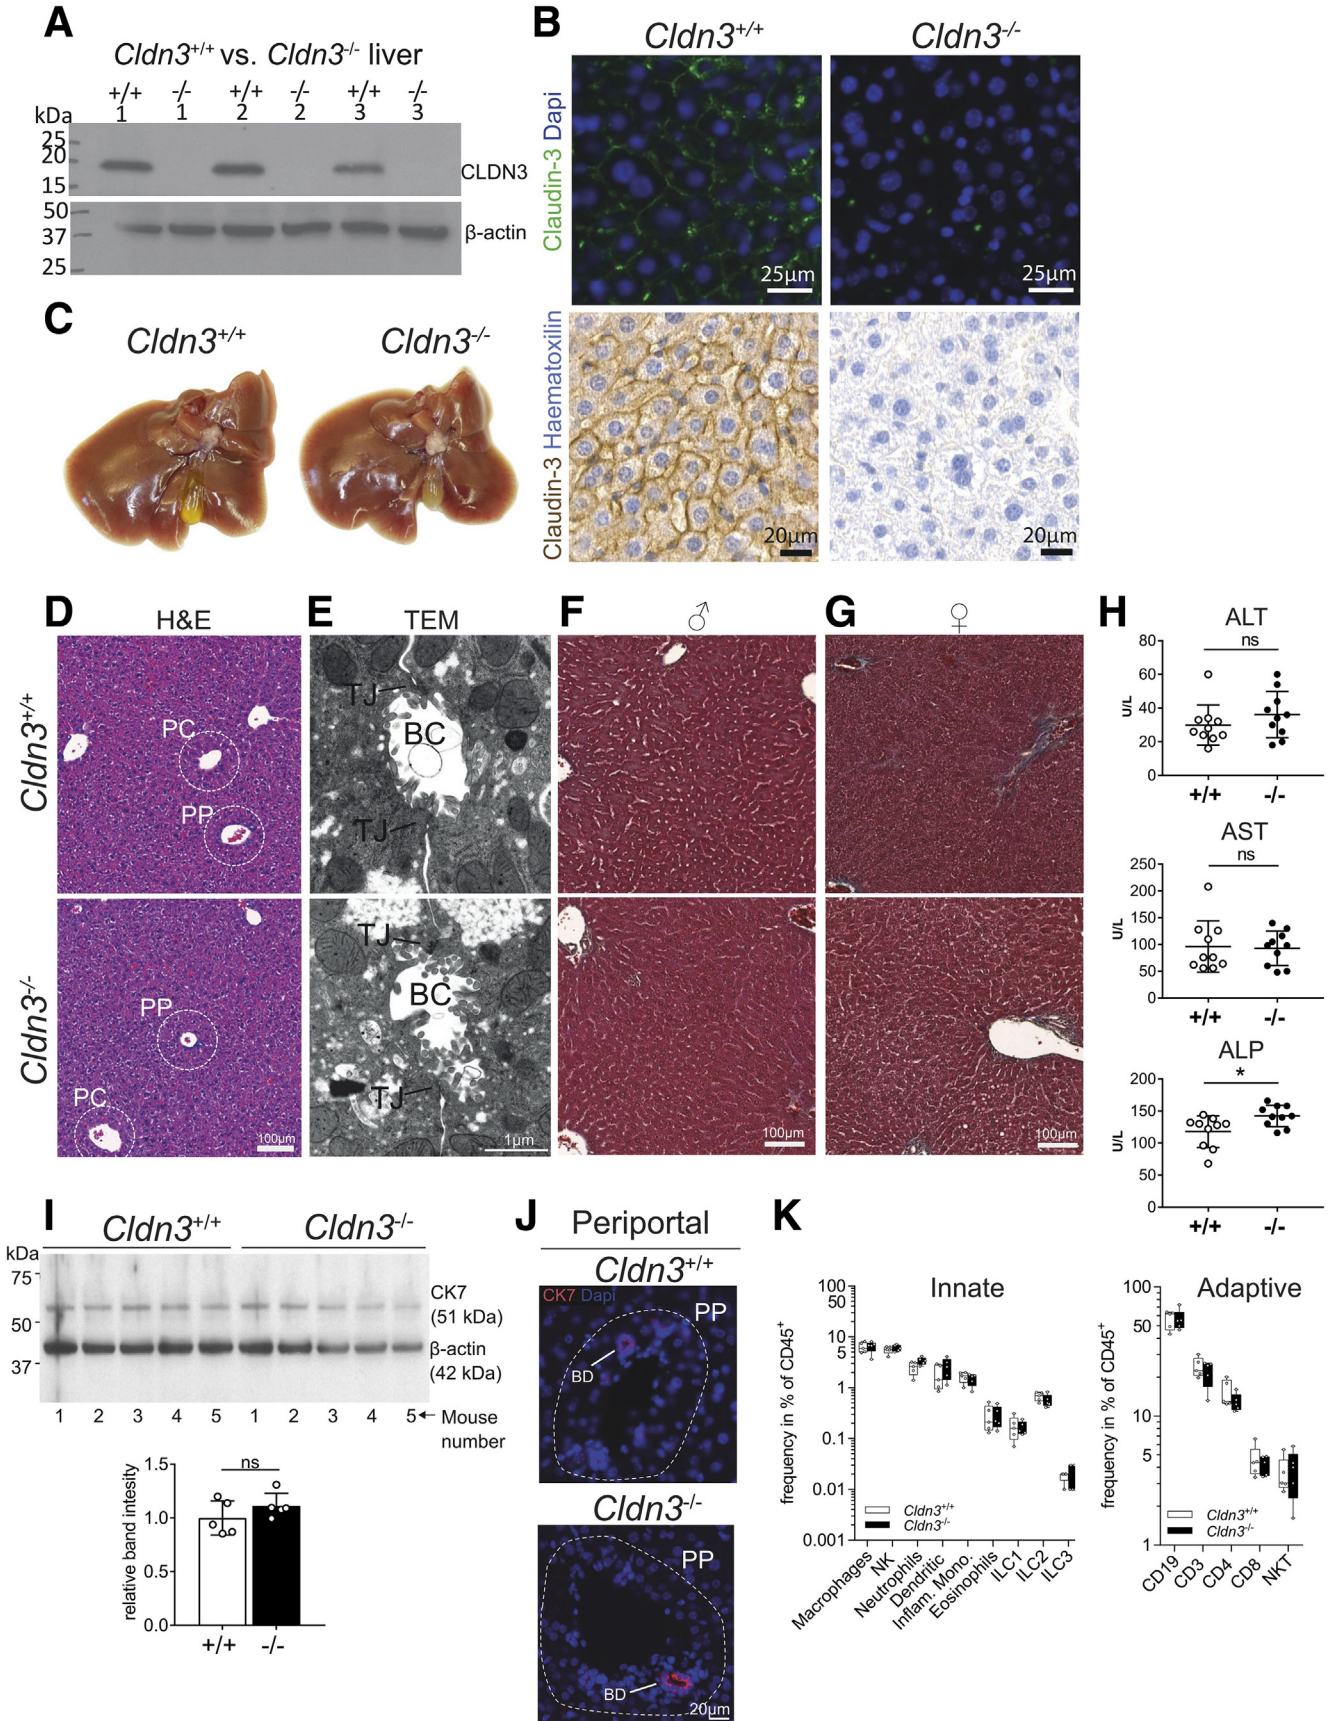 A
Cldn3+/+ vs. Cldn3-/- liver
+/+ -/- +/+ -/- +/+ -/-
kDa 1 1 2 2 3 3
25
20
15
CLDN3
50
37
25
β-actin
B
Cldn3+/+ Cldn3-/-
Claudin-3 Dapi
25µm 25µm
Claudin-3 Haematoxilin
20µm 20µm
C
Cldn3+/+ Cldn3-/-
D
H&E
Cldn3+/+
PC
PP
Cldn3-/-
PP
PC
100µm
E
TEM
TJ
BC
TJ
TJ
BC
TJ
1µm
F
♂
100µm
G
♀
100µm
H
ALT
ns
80
60
40
20
0
U/L
+/+ -/-
AST
ns
250
200
150
100
50
0
U/L
+/+ -/-
ALP
*
200
150
100
50
0
U/L
+/+ -/-
I
Cldn3+/+ Cldn3-/-
kDa
75
50
37
CK7
(51 kDa)
β-actin
(42 kDa)
1 2 3 4 5 1 2 3 4 5 ← Mouse
number
relative band intesity
1.5
1.0
0.5
0.0
ns
+/+ -/-
J
Periportal
Cldn3+/+
CK7 Dapi
PP
BD
Cldn3-/-
PP
BD
20µm
K
Innate
frequency in % of CD45+
100
50
10
5
1
0.1
0.01
0.001
Cldn3+/+
Cldn3-/-
Macrophages
NK
Neutrophils
Dendritic
Inflam. Mono.
Eosinophils
ILC1
ILC2
ILC3
Adaptive
frequency in % of CD45+
100
50
10
5
1
Cldn3+/+
Cldn3-/-
CD19
CD3
CD4
CD8
NKT